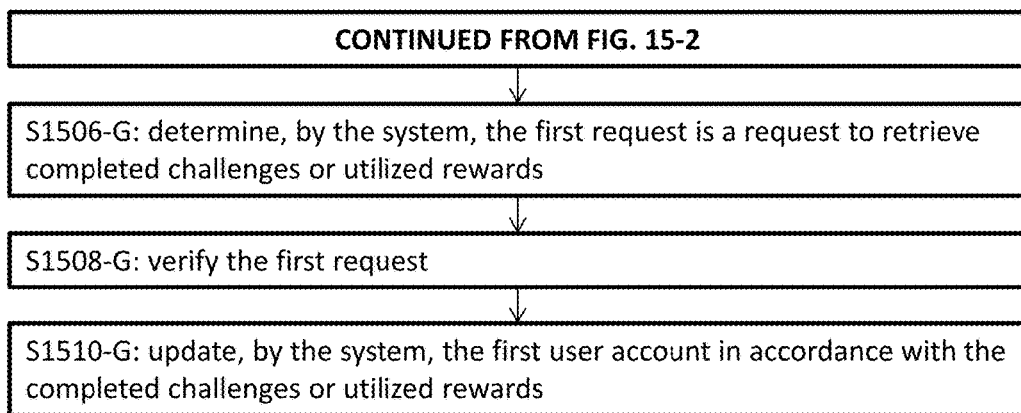 CONTINUED FROM FIG. 15-2
S1506-G: determine, by the system, the first request is a request to retrieve
completed challenges or utilized rewards
S1508-G: verify the first request
S1510-G: update, by the system, the first user account in accordance with the
completed challenges or utilized rewards